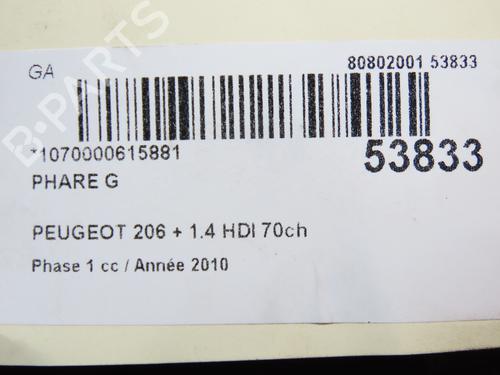 GA
80802001 53833
*1070000615881
53833
PHARE G
PEUGEOT 206 + 1.4 HDI 70ch
Phase 1 cc / Année 2010
B-PARTS